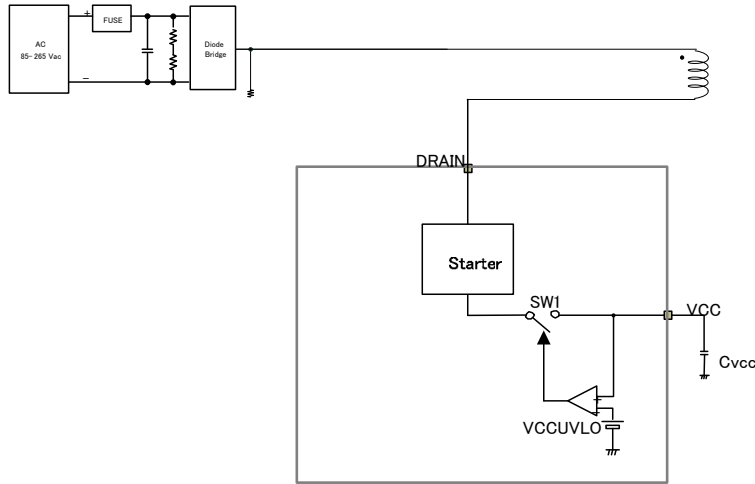 +
FUSE
AC
85-265 Vac
Diode
Bridge
−
DRAIN
Starter
SW1
VCC
Cvcc
+
−
VCCUVLO